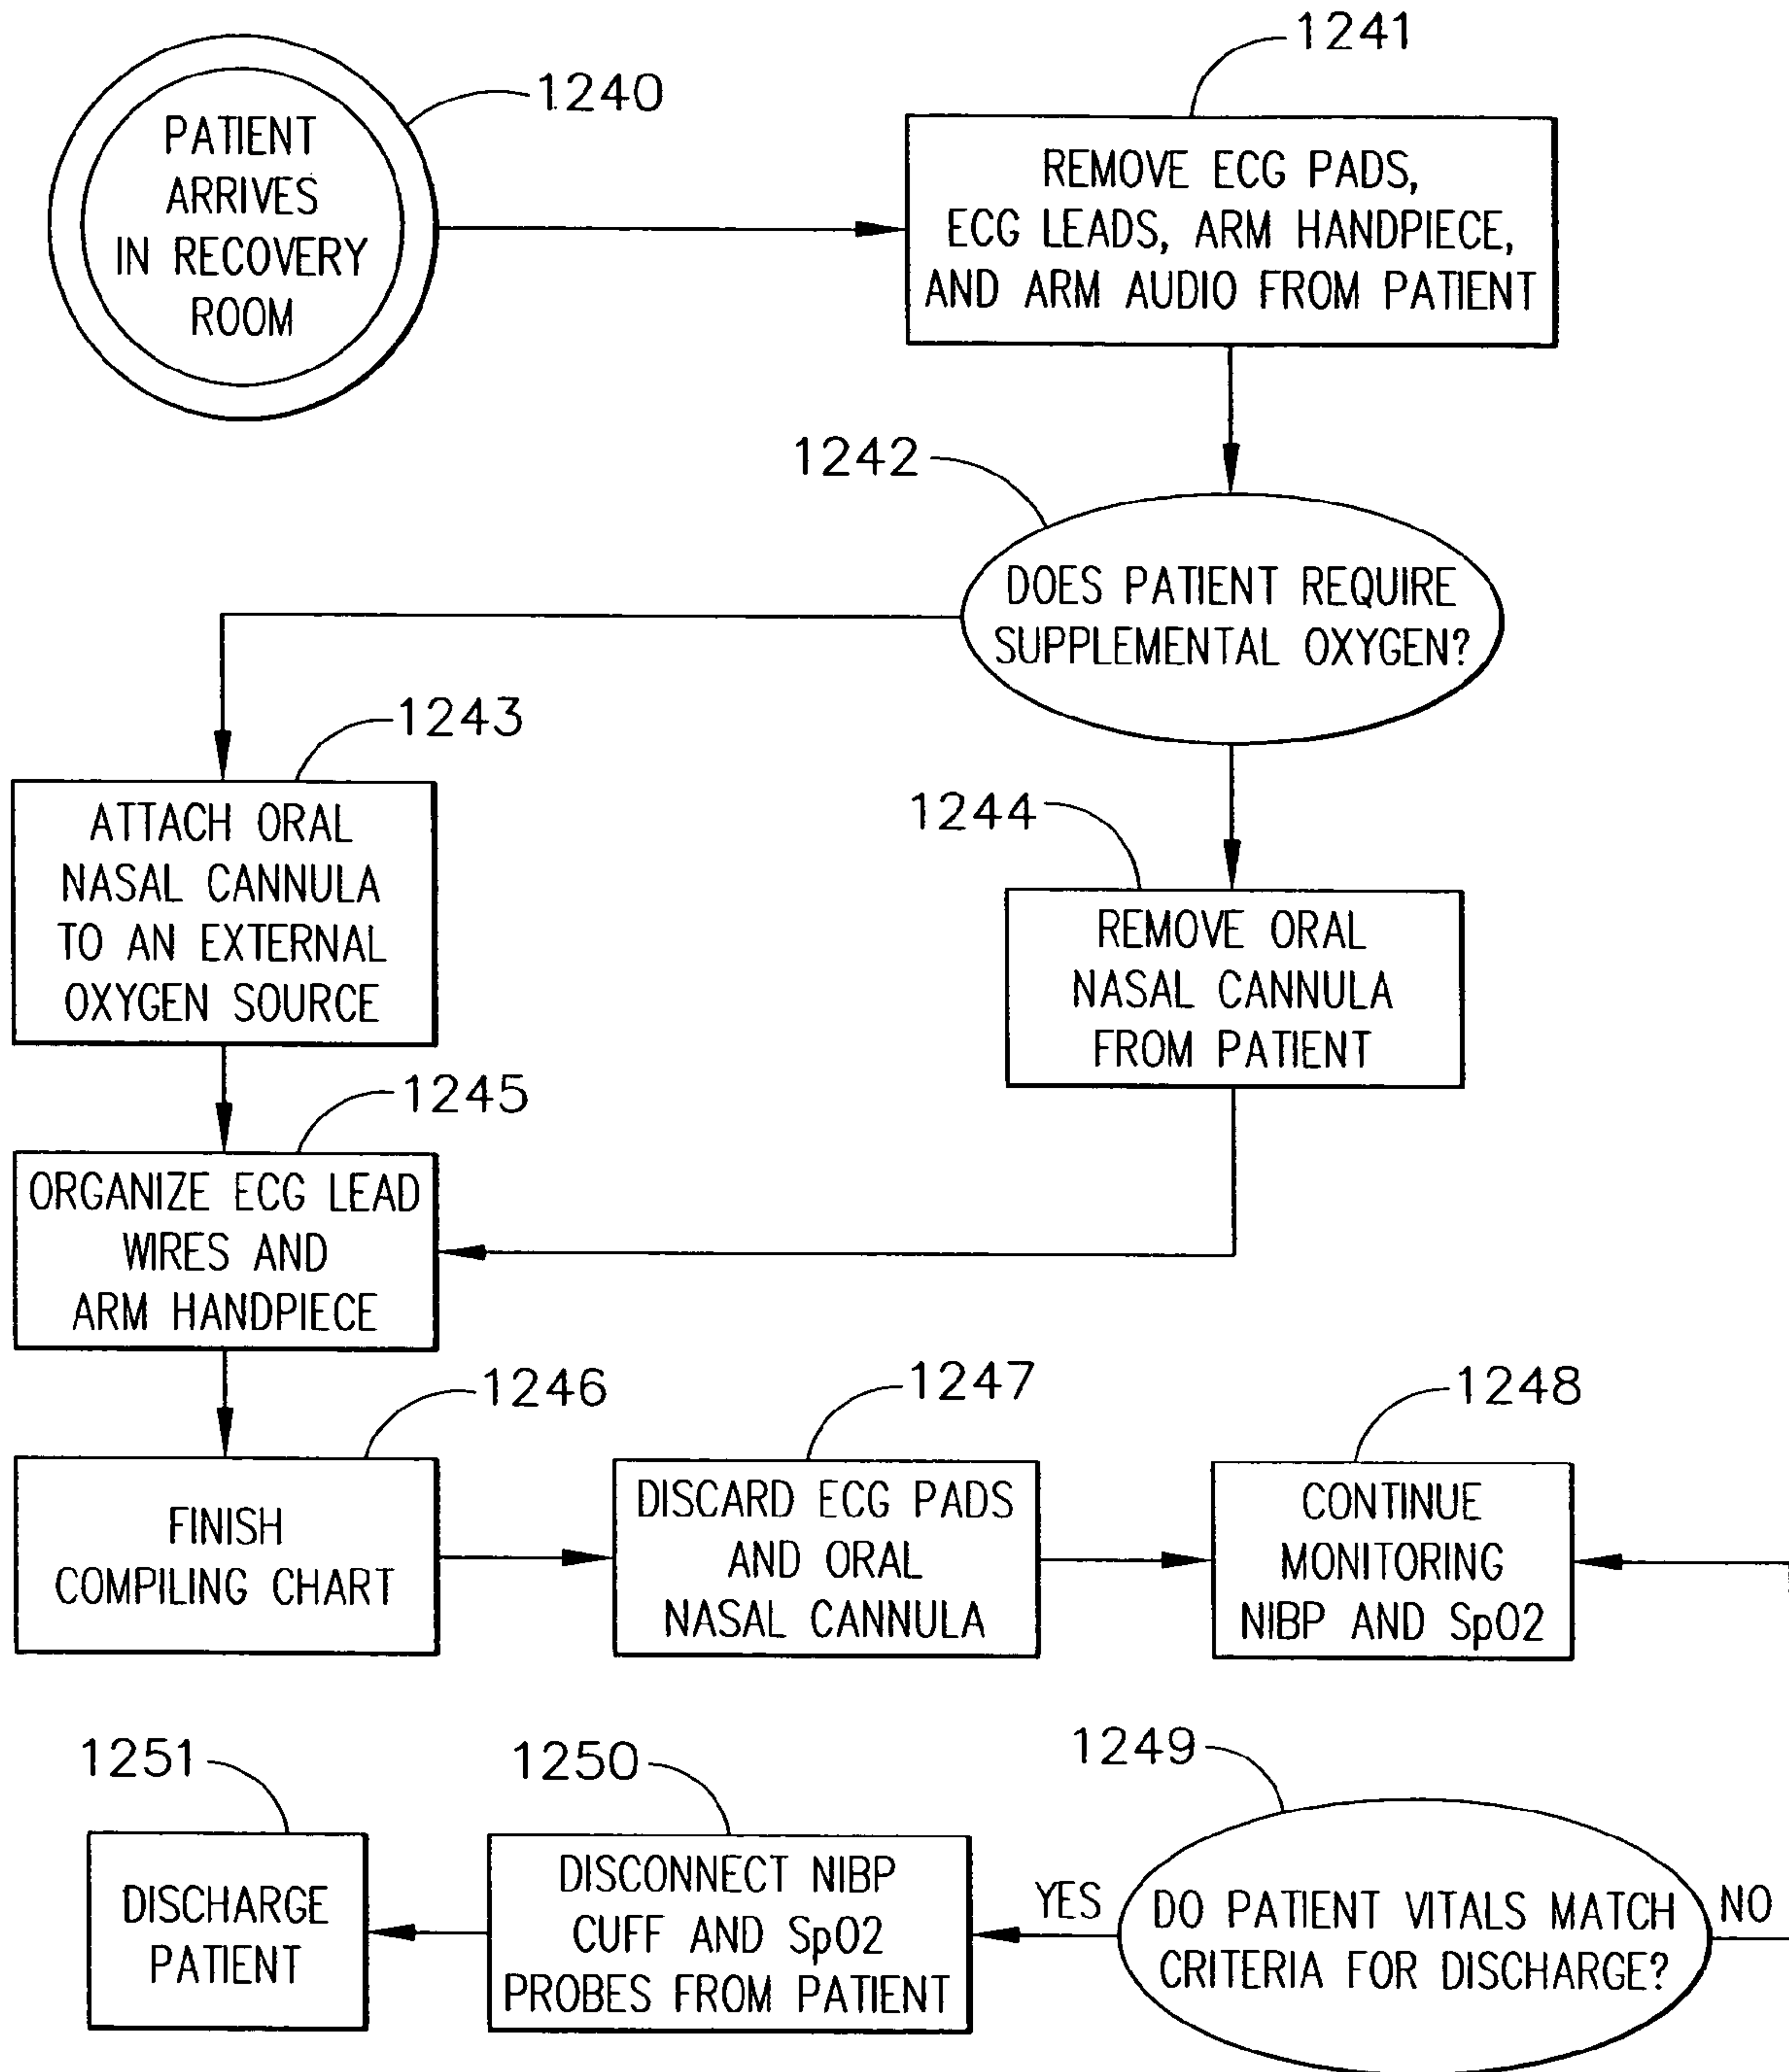 1240
PATIENT
ARRIVES
IN RECOVERY
ROOM
1241
REMOVE ECG PADS,
ECG LEADS, ARM HANDPIECE,
AND ARM AUDIO FROM PATIENT
1242
DOES PATIENT REQUIRE
SUPPLEMENTAL OXYGEN?
1243
ATTACH ORAL
NASAL CANNULA
TO AN EXTERNAL
OXYGEN SOURCE
1244
REMOVE ORAL
NASAL CANNULA
FROM PATIENT
1245
ORGANIZE ECG LEAD
WIRES AND
ARM HANDPIECE
1246
FINISH
COMPILING CHART
1247
DISCARD ECG PADS
AND ORAL
NASAL CANNULA
1248
CONTINUE
MONITORING
NIBP AND SpO2
1249
DO PATIENT VITALS MATCH
CRITERIA FOR DISCHARGE?
NO
YES
1250
DISCONNECT NIBP
CUFF AND SpO2
PROBES FROM PATIENT
1251
DISCHARGE
PATIENT